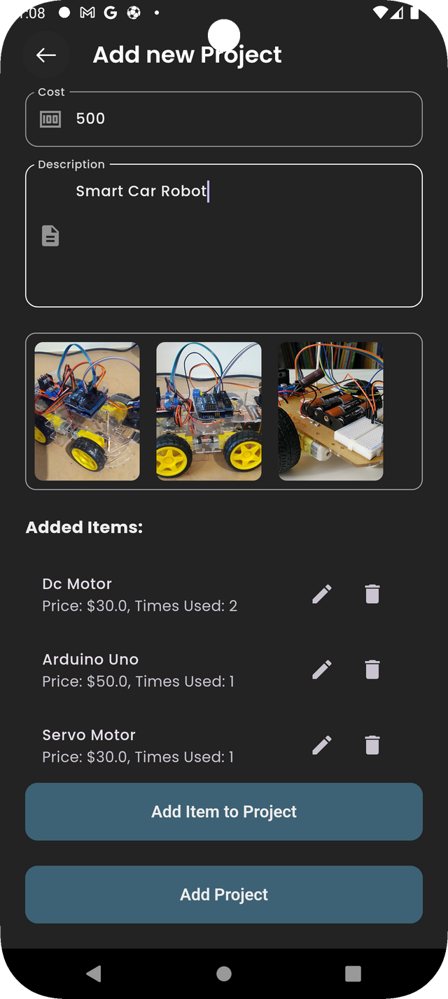 :08
Add new Project
Cost
500
Description
Smart Car Robot
Added Items:
Dc Motor
Price: $30.0, Times Used: 2
Arduino Uno
Price: $50.0, Times Used: 1
Servo Motor
Price: $30.0, Times Used: 1
Add Item to Project
Add Project